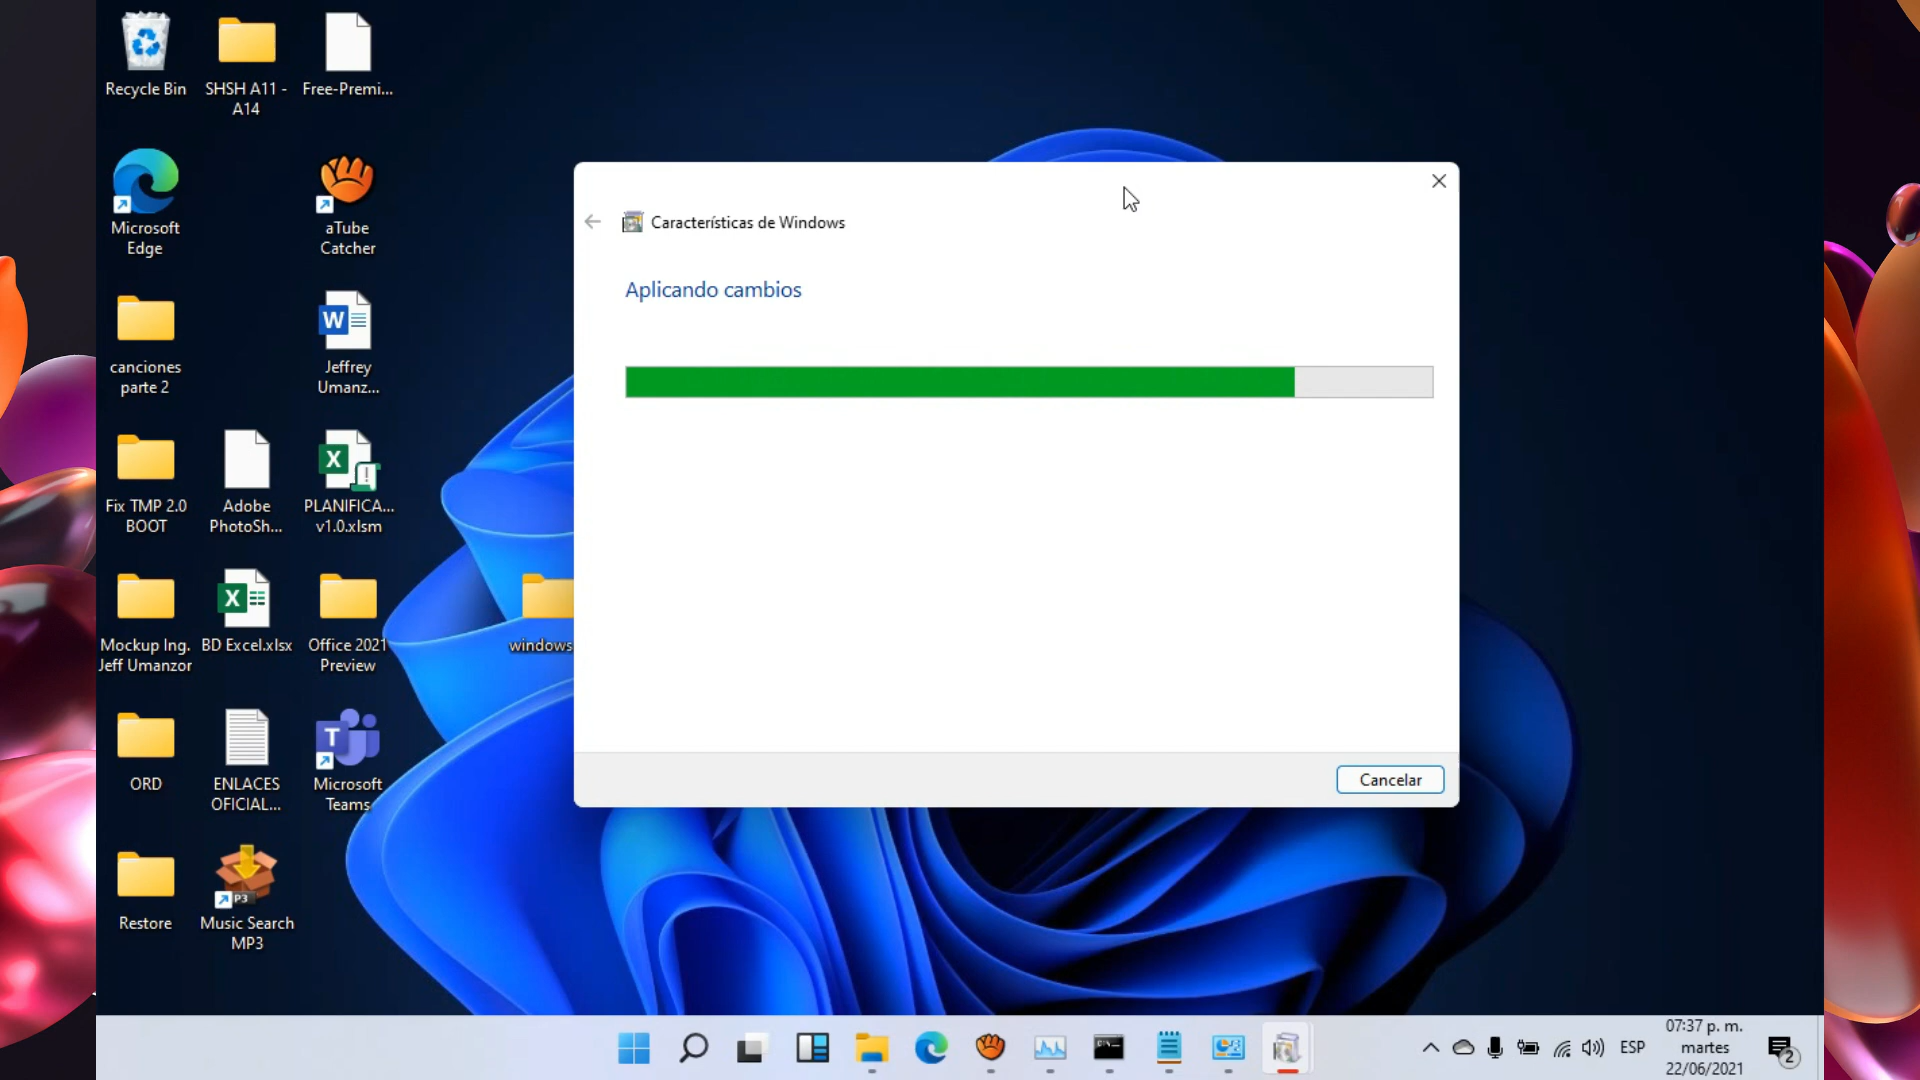 Recycle Bin
SHSH A11 -
A14
Free-Premi...
Microsoft
Edge
aTube
Catcher
canciones
parte 2
W
Jeffrey
Umanz...
Fix TMP 2.0
BOOT
Adobe
PhotoSh...
X
PLANIFICA...
v1.0.xlsm
Mockup Ing.
Jeff Umanzor
X
BD Excel.xlsx
Office 2021
Preview
windows
ORD
ENLACES
OFICIAL...
T
Microsoft
Teams
Restore
P3
Music Search
MP3
Características de Windows
Aplicando cambios
Cancelar
ESP
07:37 p. m.
martes
22/06/2021
2